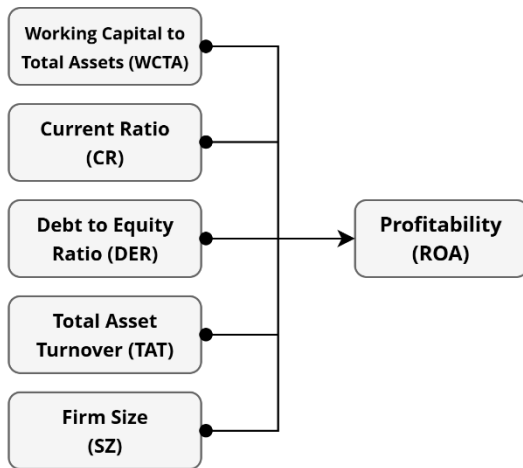 Working Capital to
Total Assets (WCTA)
Current Ratio
(CR)
Debt to Equity
Ratio (DER)
Profitability
(ROA)
Total Asset
Turnover (TAT)
Firm Size
(SZ)